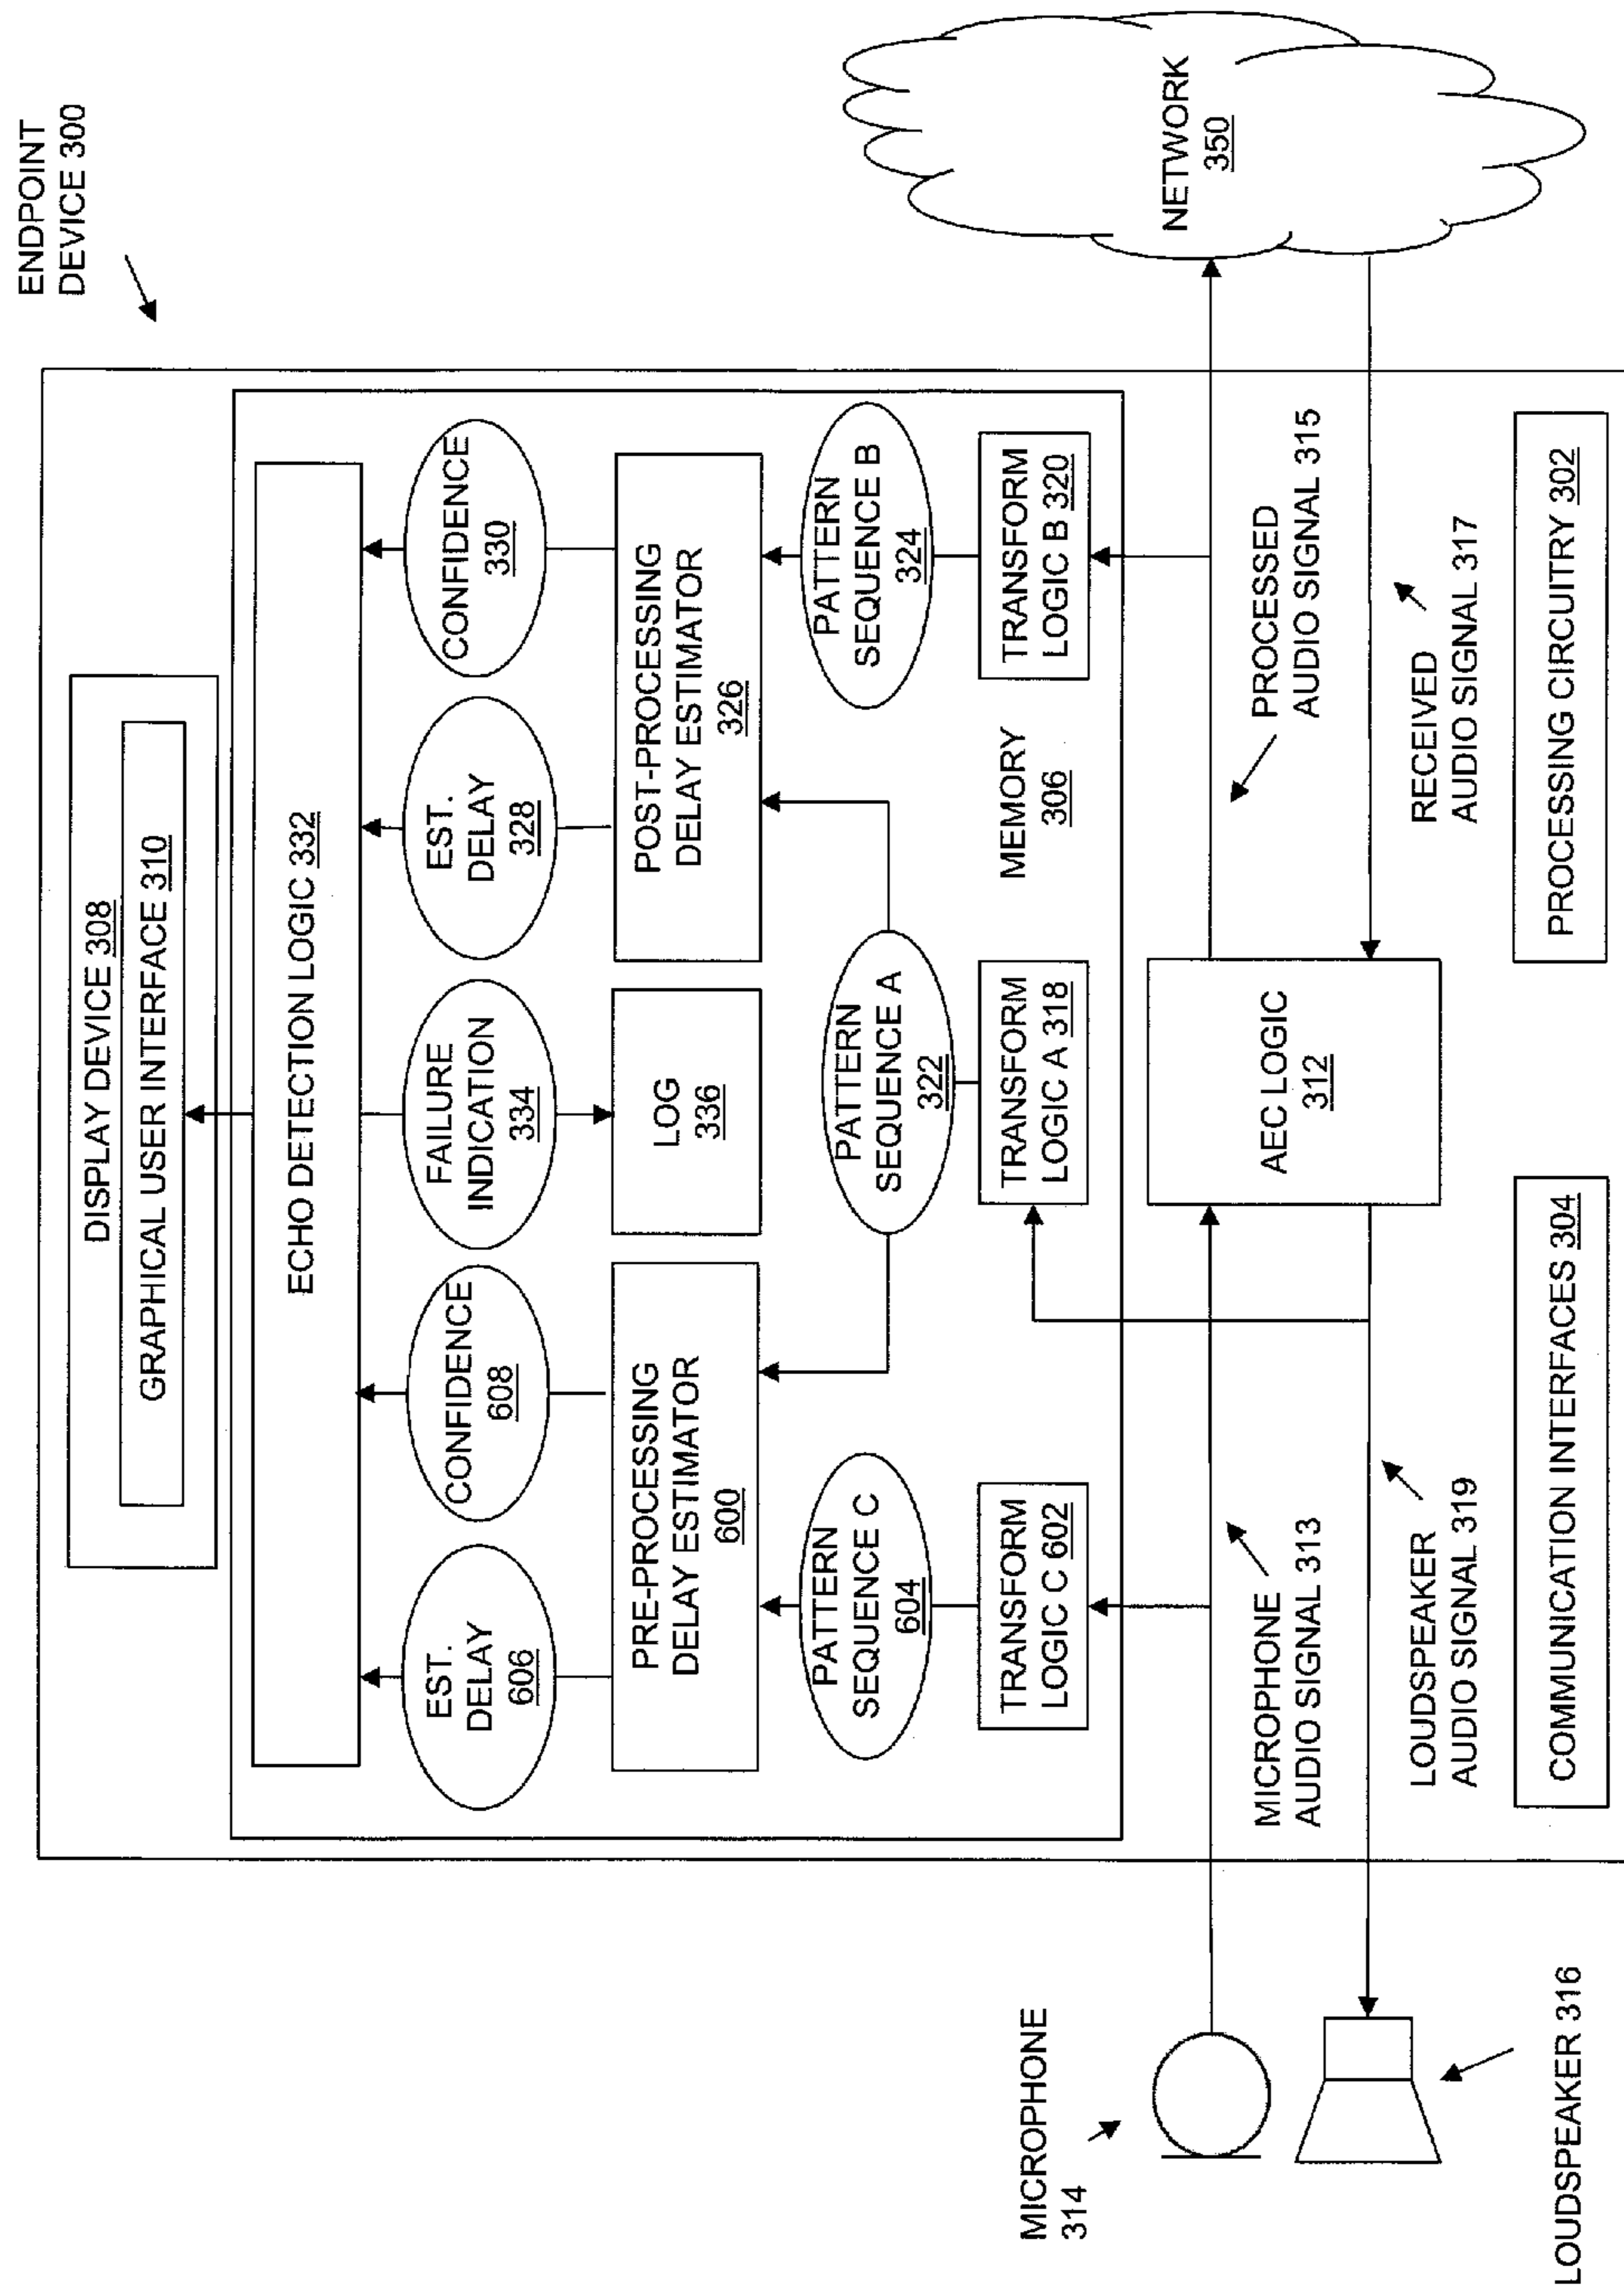 ENDPOINT
DEVICE 300
DISPLAY DEVICE 308
GRAPHICAL USER INTERFACE 310
ECHO DETECTION LOGIC 332
EST.
DELAY
606
CONFIDENCE
608
FAILURE
INDICATION
334
EST.
DELAY
328
CONFIDENCE
330
PRE-PROCESSING
DELAY ESTIMATOR
600
LOG
336
POST-PROCESSING
DELAY ESTIMATOR
326
PATTERN
SEQUENCE C
604
PATTERN
SEQUENCE A
322
PATTERN
SEQUENCE B
324
TRANSFORM
LOGIC C 602
TRANSFORM
LOGIC A 318
MEMORY
306
TRANSFORM
LOGIC B 320
MICROPHONE
314
MICROPHONE
AUDIO SIGNAL 313
AEC LOGIC
312
PROCESSED
AUDIO SIGNAL 315
NETWORK
350
LOUDSPEAKER
AUDIO SIGNAL 319
RECEIVED
AUDIO SIGNAL 317
LOUDSPEAKER 316
COMMUNICATION INTERFACES 304
PROCESSING CIRCUITRY 302